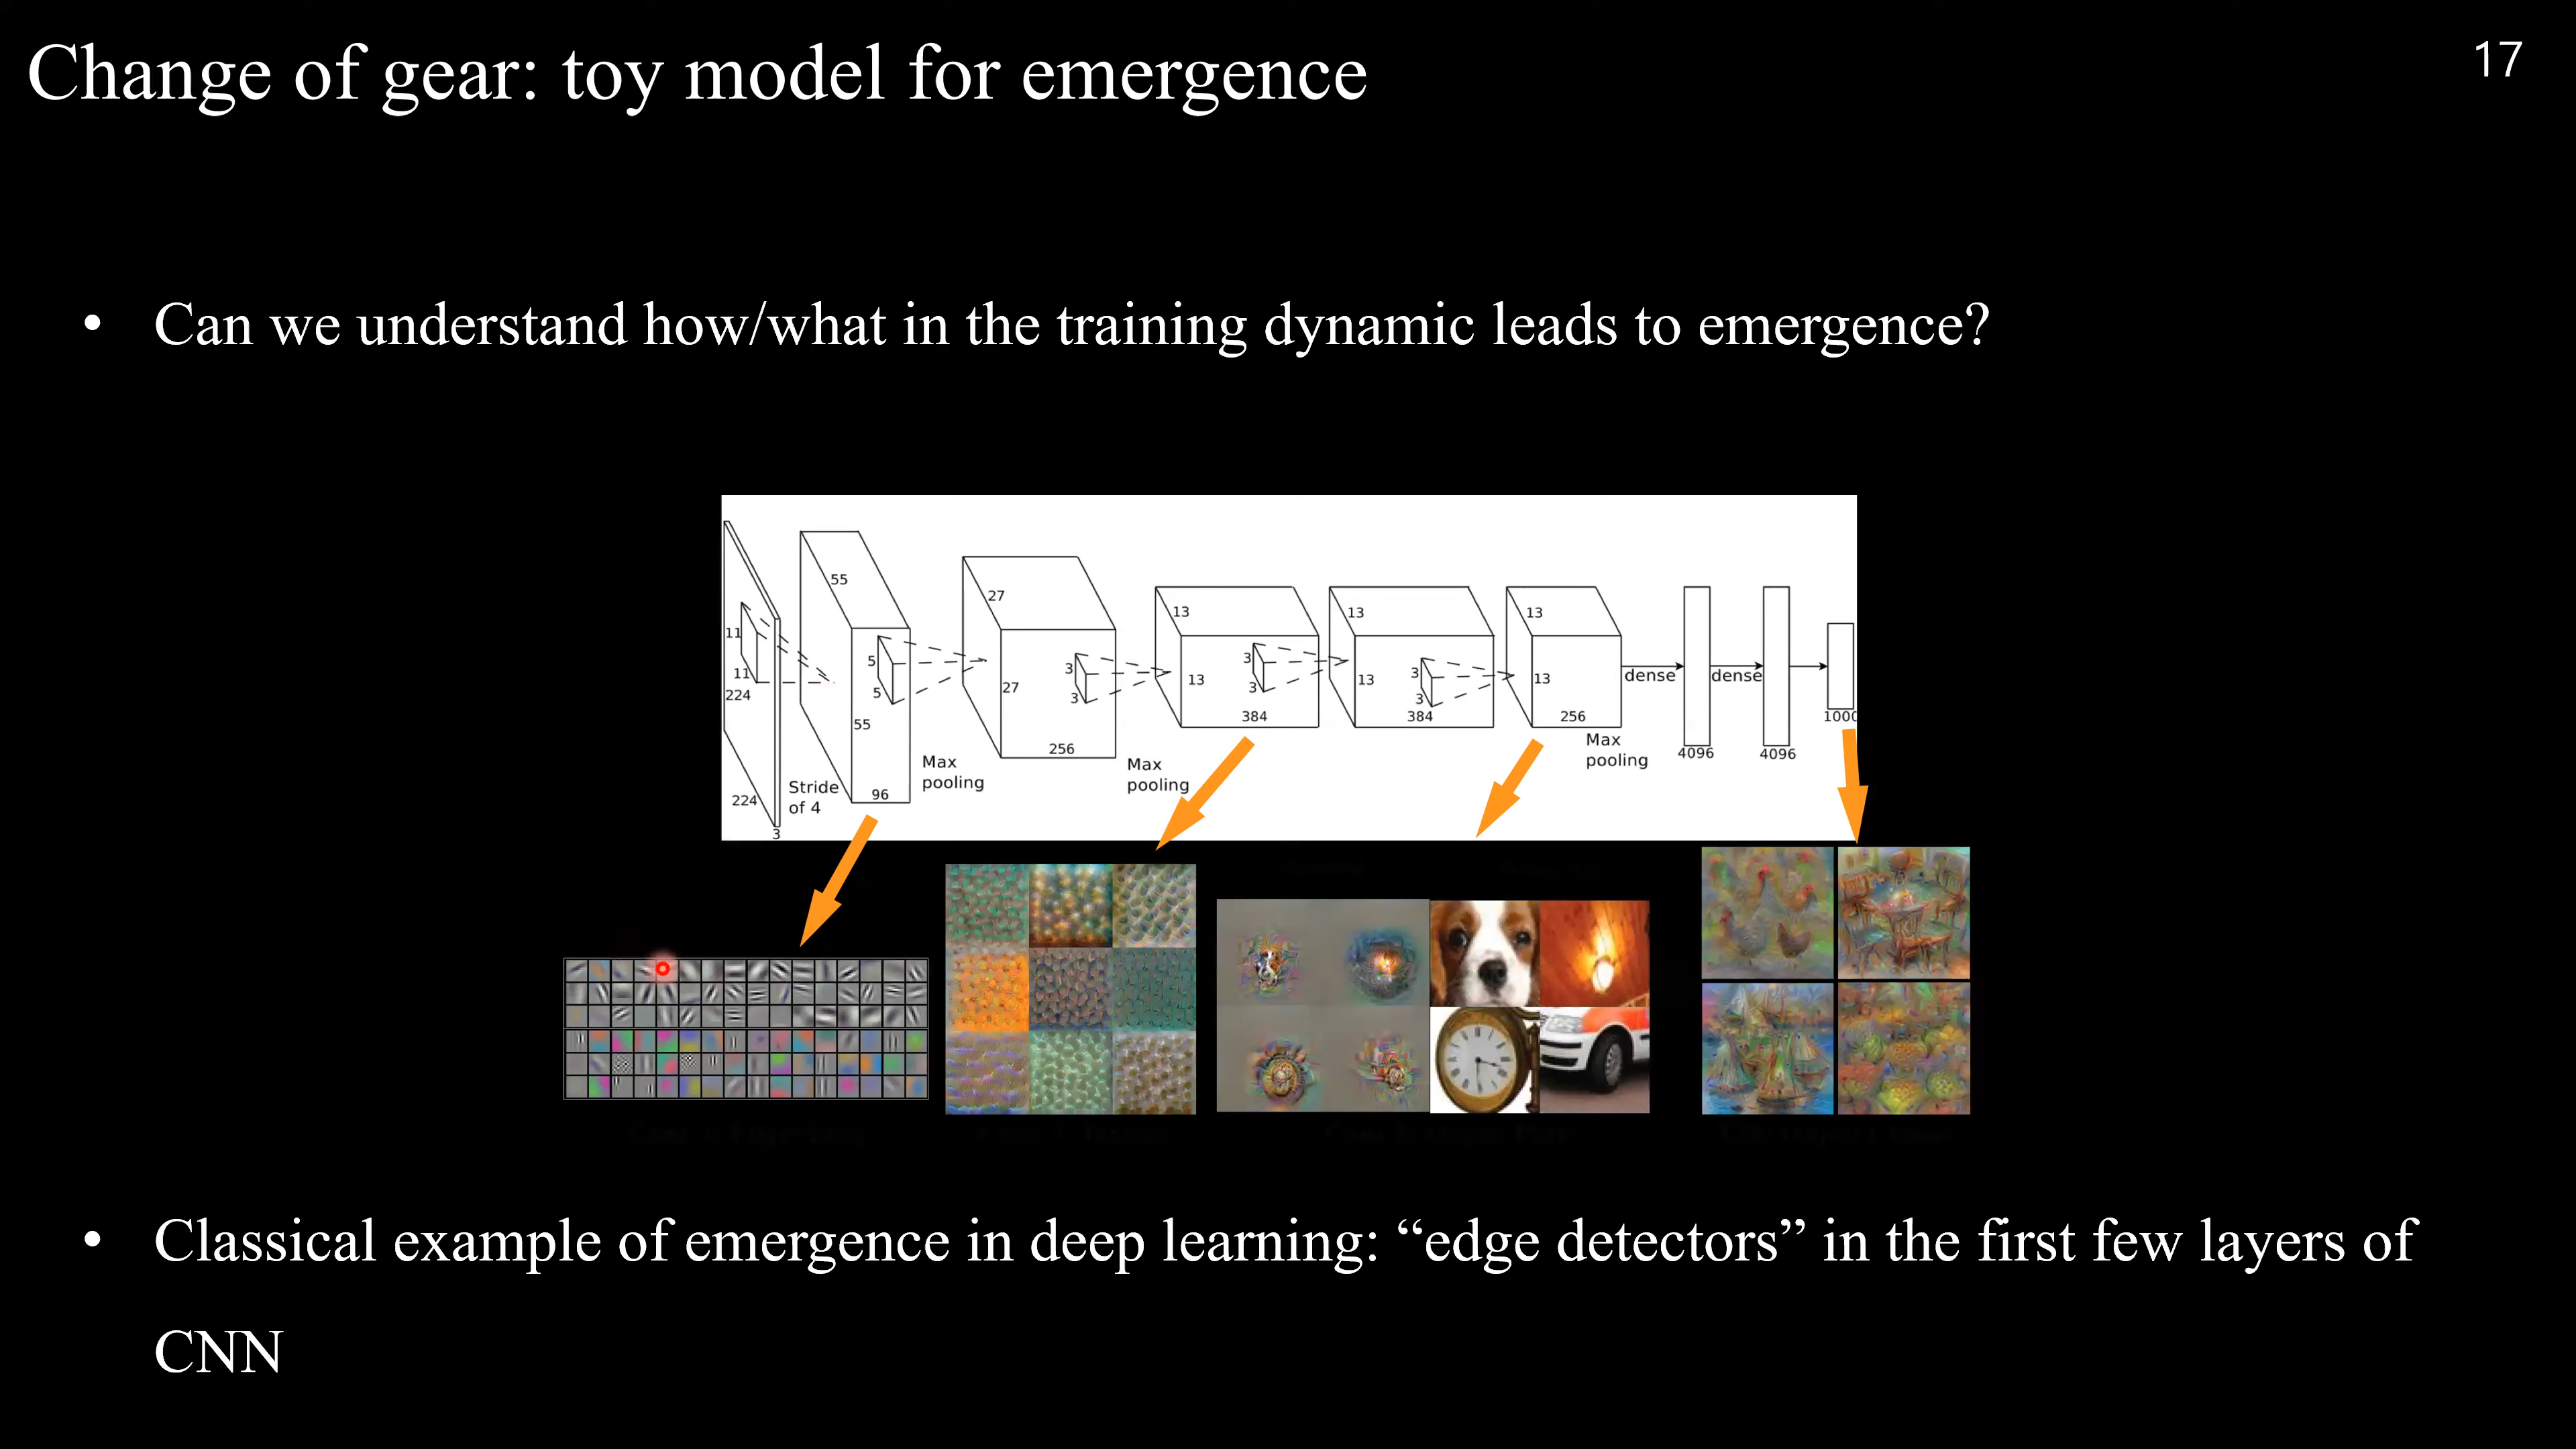 Change of gear: toy model for emergence
17
• Can we understand how/what in the training dynamic leads to emergence?
11
11
224
224
3
Stride
of 4
55
55
96
5
5
Max
pooling
27
27
256
3
3
Max
pooling
13
13
384
3
3
13
13
384
3
3
13
13
256
Max
pooling
dense
4096
dense
4096
1000
• Classical example of emergence in deep learning: “edge detectors” in the first few layers of
CNN